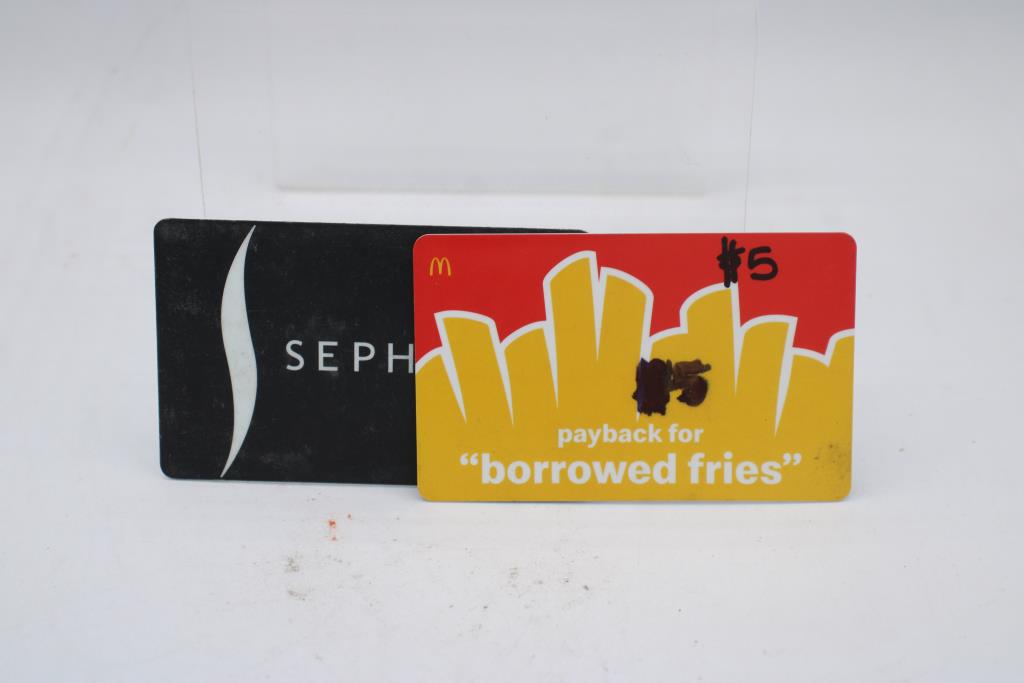 SEPH
#5
payback for
“borrowed fries”